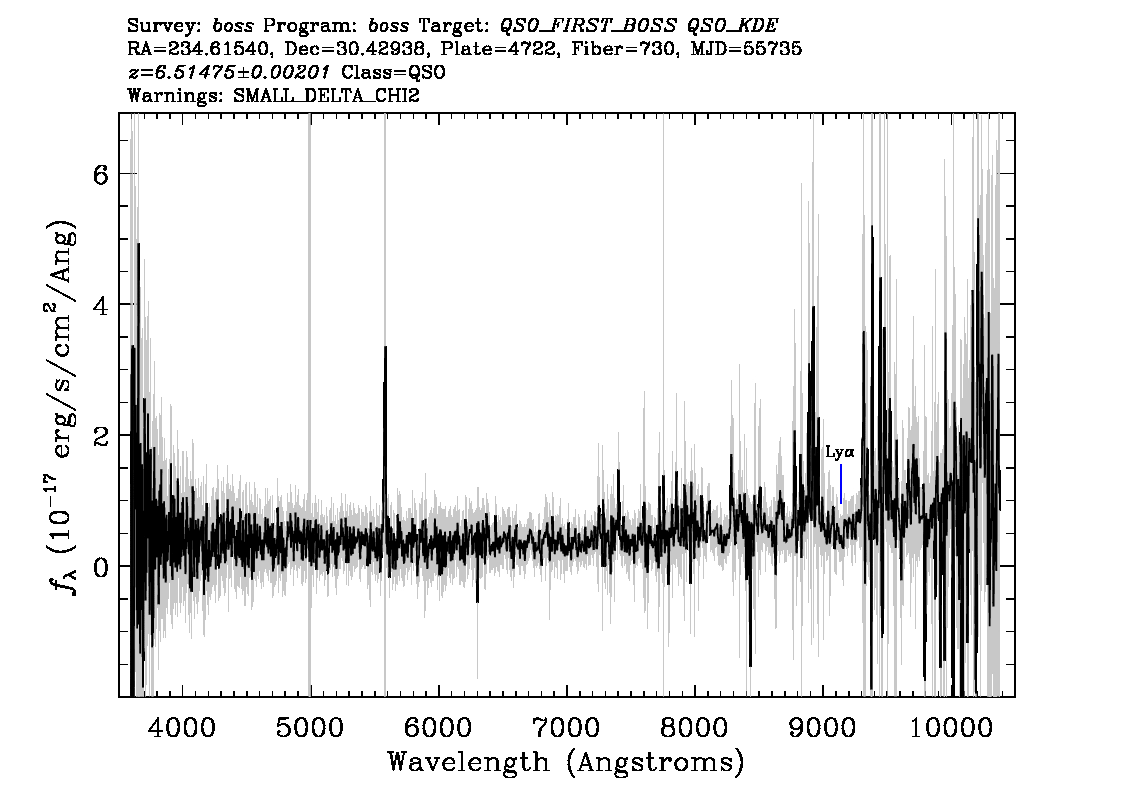 Survey: boss Program: boss Target: QSO_FIRST_BOSS QSO_KDE
RA=234.61540, Dec=30.42938, Plate=4722, Fiber=730, MJD=55735
z=6.51475±0.00201 Class=QSO
Warnings: SMALL_DELTA_CHI2
6
4
2
0
f_λ (10^−17 erg/s/cm^2/Ang)
Lyα
4000 5000 6000 7000 8000 9000 10000
Wavelength (Angstroms)